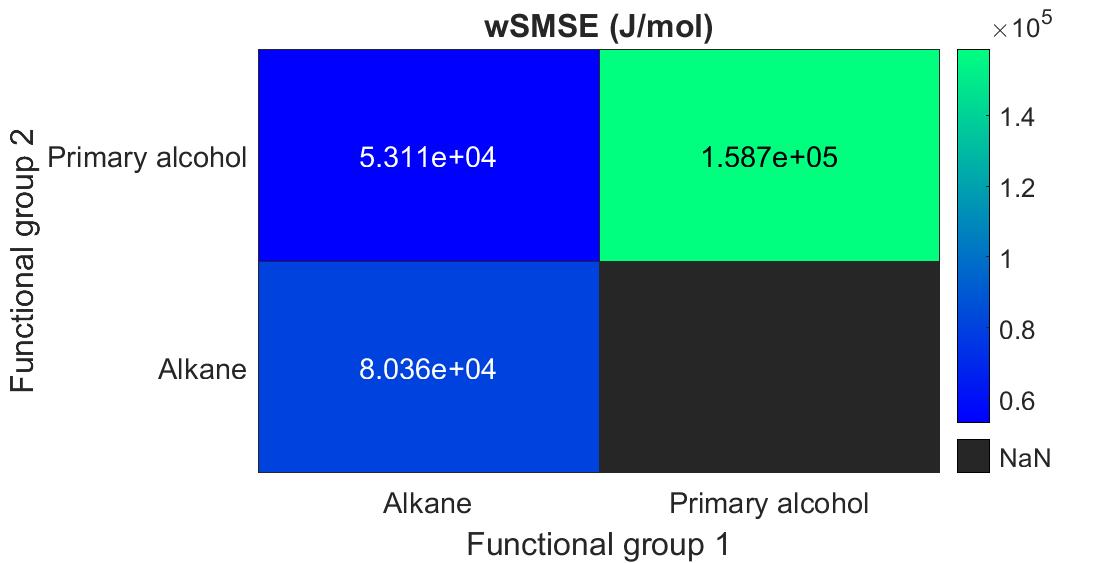 wSMSE (J/mol)
×10^5
Functional group 2
Primary alcohol
5.311e+04
1.587e+05
Alkane
8.036e+04
1.4
1.2
1
0.8
0.6
NaN
Alkane
Primary alcohol
Functional group 1